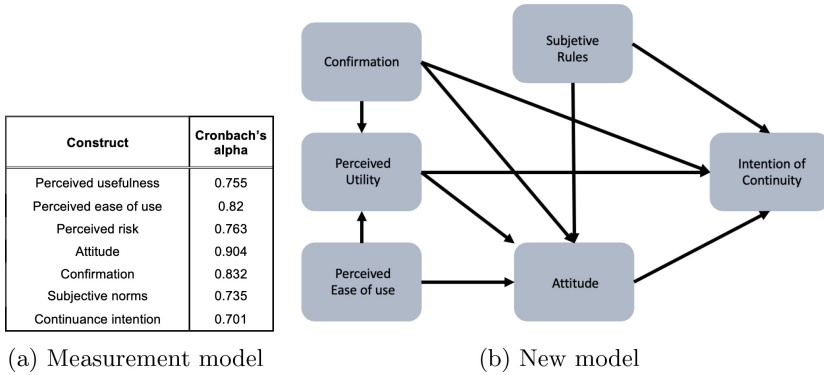 Construct Cronbach's alpha
Perceived usefulness 0.755
Perceived ease of use 0.82
Perceived risk 0.763
Attitude 0.904
Confirmation 0.832
Subjective norms 0.735
Continuance intention 0.701
(a) Measurement model
Confirmation
Subjetive
Rules
Perceived
Utility
Intention of
Continuity
Perceived
Ease of use
Attitude
(b) New model